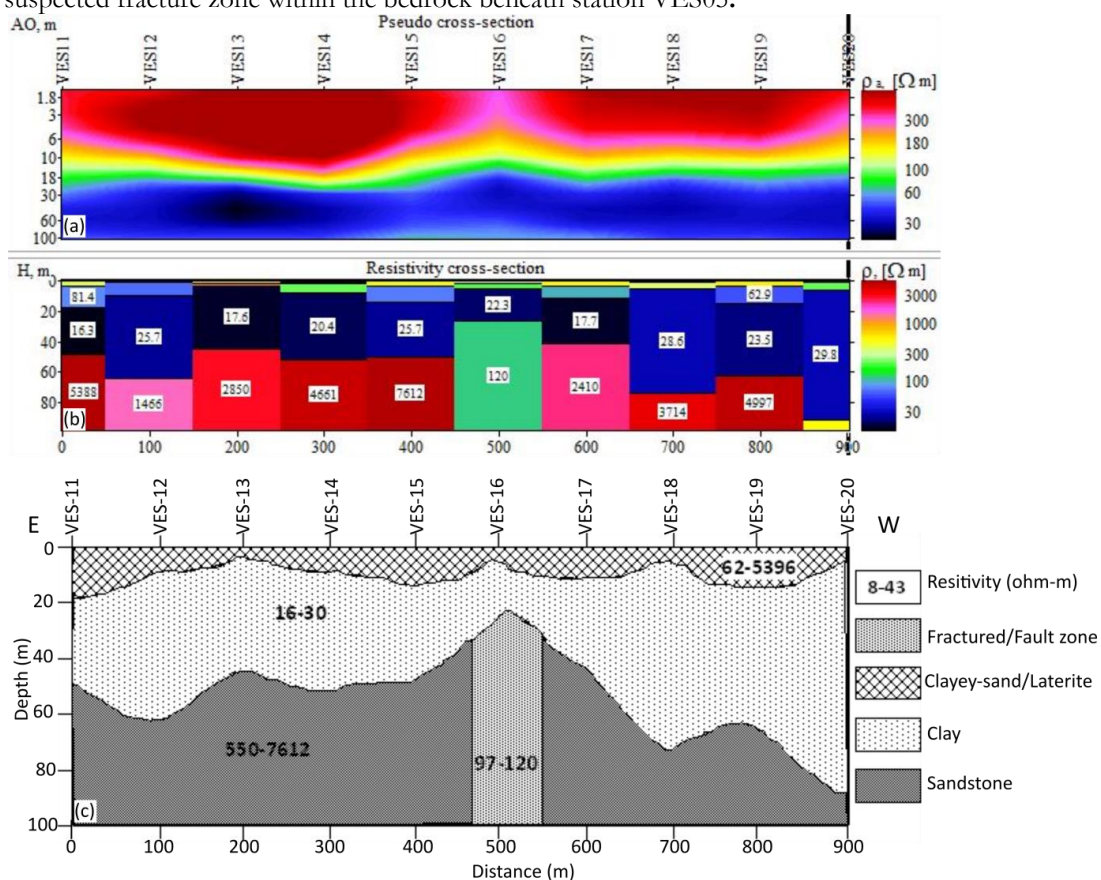 suspected fracture zone within the bedrock beneath station VES05.
AO, m Pseudo cross-section
VES11 VES12 VES13 VES14 VES15 VES16 VES17 VES18 VES19 VES20
ρ a, [Ω m]
1.8
3
6
10
18
30
60
100
(a)
300
180
100
60
30
H, m Resistivity cross-section ρ, [Ω m]
0
20
40
60
80
(b)
81.4 16.3 5388
25.7 1466
17.6 2850
20.4 4661
25.7 7612
22.3 120
17.7 2410
28.6 3714
62.9 23.5 4997
29.8
3000
1000
300
100
30
0 100 200 300 400 500 600 700 800 900
VES-11 VES-12 VES-13 VES-14 VES-15 VES-16 VES-17 VES-18 VES-19 VES-20
E W
Depth (m)
0
20
40
60
80
100
62-5396
16-30
550-7612
97-120
(c)
8-43 Resitivity (ohm-m)
Fractured/Fault zone
Clayey-sand/Laterite
Clay
Sandstone
0 100 200 300 400 500 600 700 800 900
Distance (m)